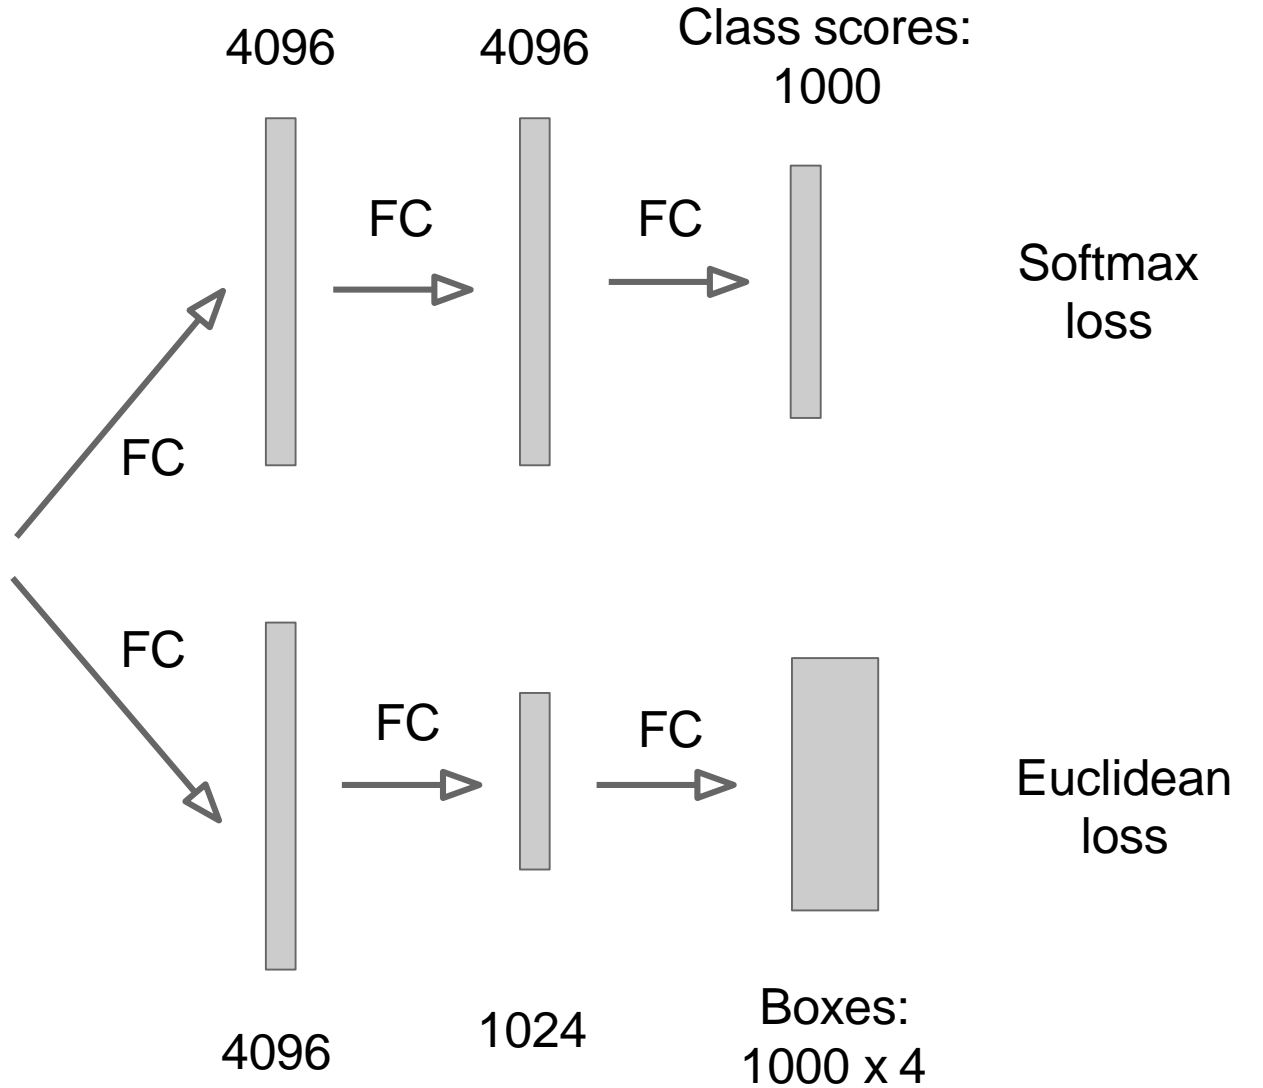 4096
4096
Class scores:
1000
FC
FC
Softmax
loss
FC
FC
FC
FC
Euclidean
loss
4096
1024
Boxes:
1000 x 4